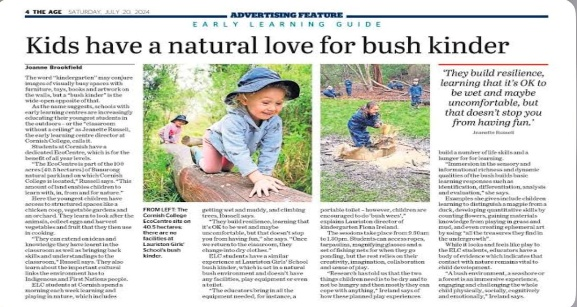 4 THE AGE SATURDAY, JULY 20, 2024
ADVERTISING FEATURE
EARLY LEARNING GUIDE
Kids have a natural love for bush kinder
Joanne Brookfield
The word "kindergarten" may conjure
images of visually busy spaces with
furniture, toys, books and artwork on
the walls, but a "bush kinder" is the
wide-open opposite of that.
As the name suggests, schools with
early learning centres are increasingly
educating their youngest students in
the outdoors – or the "classroom
without a ceiling" as Jeanette Russell,
the early learning centre director at
Cornish College, calls it.
Students at Cornish have a
dedicated EcoCentre, which is for the
benefit of all year levels.
"The EcoCentre is part of the 100
acres [40.5 hectares] of Bunurong
natural parkland on which Cornish
College is located," Russell says. "This
amount of land enables children to
learn with, in, from and for nature."
Here the youngest children have
access to structured spaces like a
chicken coop, vegetable gardens and
an orchard. They learn to look after the
animals, collect eggs and harvest
vegetables and fruit that they then use
in cooking.
"They can extend on ideas and
knowledge they have learnt in the
classroom as well as bringing back
skills and understandings to the
classroom," Russell says. "They also
learn about the important cultural
links the environment has to
Indigenous and First Nations people.
ELC students at Cornish spend a
morning each week learning and
playing in nature, which includes
FROM LEFT: The
Cornish College
EcoCentre site on
40.5 hectares;
there are no
facilities at
Lauriston Girls'
School's bush
kinder.
getting wet and muddy, and climbing
trees, Russell says.
"They build resilience, learning that
it's OK to be wet and maybe
uncomfortable, but that doesn't stop
you from having fun," she says. "Once
we return to the classroom, they
change into dry clothes."
ELC students have a similar
experience at Lauriston Girls' School
bush kinder, which is set in a natural
bush environment and doesn't have
any facilities, play equipment or even
a toilet.
"The educators bring in all the
equipment needed, for instance, a
portable toilet – however, children are
encouraged to do 'bush wees',"
explains Lauriston director of
kindergarten Fiona Ireland.
The sessions take place from 9.30am
to 1.30pm. Students can access ropes,
tarpaulins, magnifying glasses and a
set of fishing nets for when they go
ponding, but the rest relies on their
creativity, imagination, collaboration
and sense of play.
"Research has told us that the two
things children need is to be dry and to
not be hungry and then mostly they can
cope with anything," Ireland says of
how these planned play experiences
'They build resilience,
learning that it's OK to
be wet and maybe
uncomfortable, but
that doesn't stop you
from having fun.'
Jeanette Russell
build a number of life-skills and a
hunger for learning.
"Immersion in the sensory and
informational richness and dynamic
qualities of the bush builds basic
learning responses such as
identification, differentiation, analysis
and evaluation," she says.
Examples she gives include children
learning to distinguish a maggie from a
duck, developing quantitative skills by
counting flowers, gaining materials
knowledge from playing in grass and
mud, and even creating splatter art
by using "all the treasures they find in
the undergrowth".
While it looks and feels like play to
the ELC students, educators have a
body of evidence which indicates that
contact with nature remains vital to
child development.
"A bush environment, a seashore or
a forest is an immersive experience,
engaging and challenging the whole
child physically, socially, cognitively
and emotionally," Ireland says.